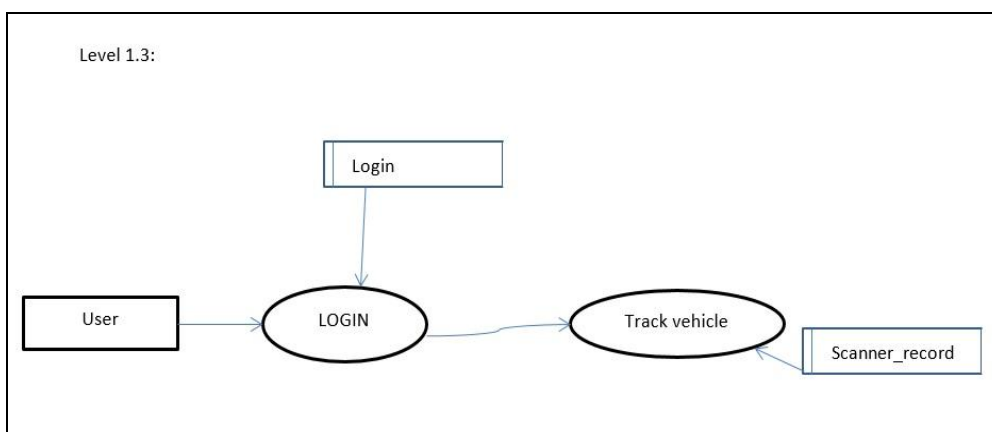 Level 1.3:
Login
User
LOGIN
Track vehicle
Scanner_record